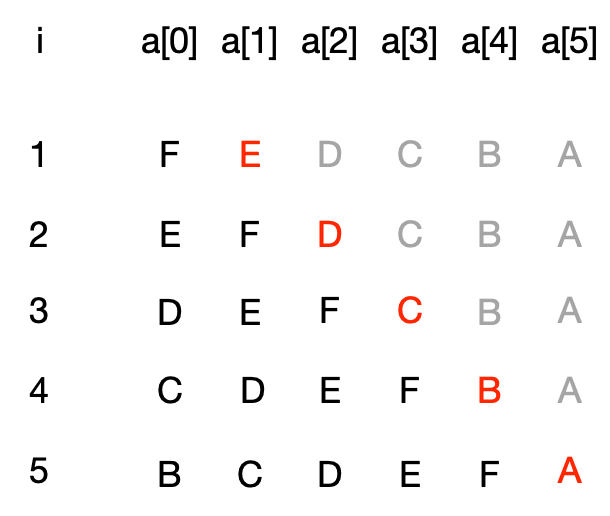 i a[0] a[1] a[2] a[3] a[4] a[5]
1 F E D C B A
2 E F D C B A
3 D E F C B A
4 C D E F B A
5 B C D E F A